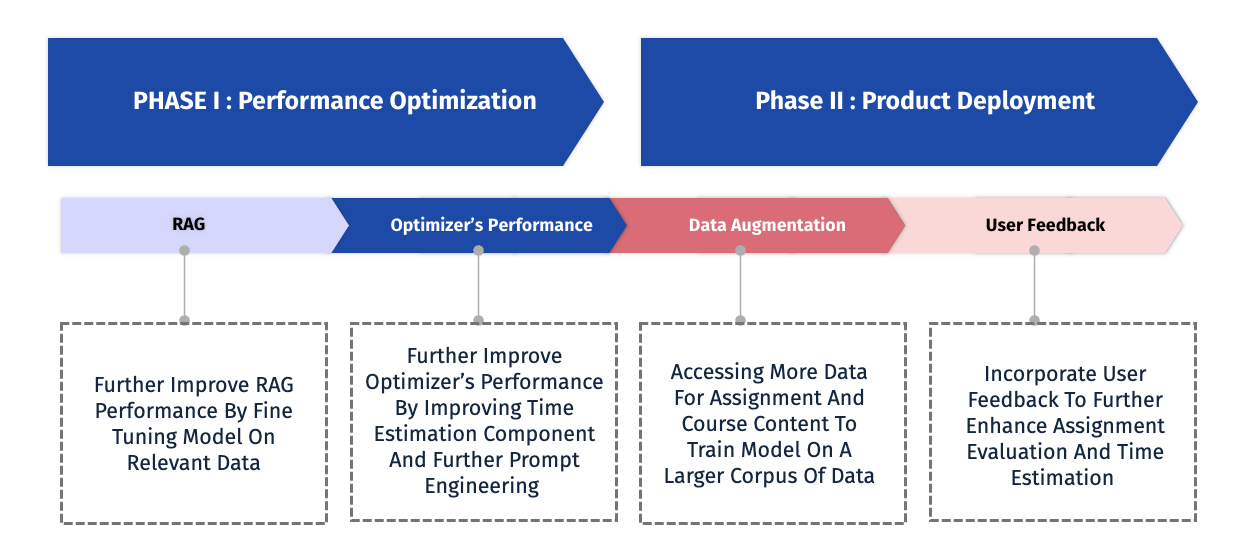 PHASE I : Performance Optimization
Phase II : Product Deployment
RAG
Optimizer’s Performance
Data Augmentation
User Feedback
Further Improve RAG
Performance By Fine
Tuning Model On
Relevant Data
Further Improve
Optimizer’s Performance
By Improving Time
Estimation Component
And Further Prompt
Engineering
Accessing More Data
For Assignment And
Course Content To
Train Model On A
Larger Corpus Of Data
Incorporate User
Feedback To Further
Enhance Assignment
Evaluation And Time
Estimation